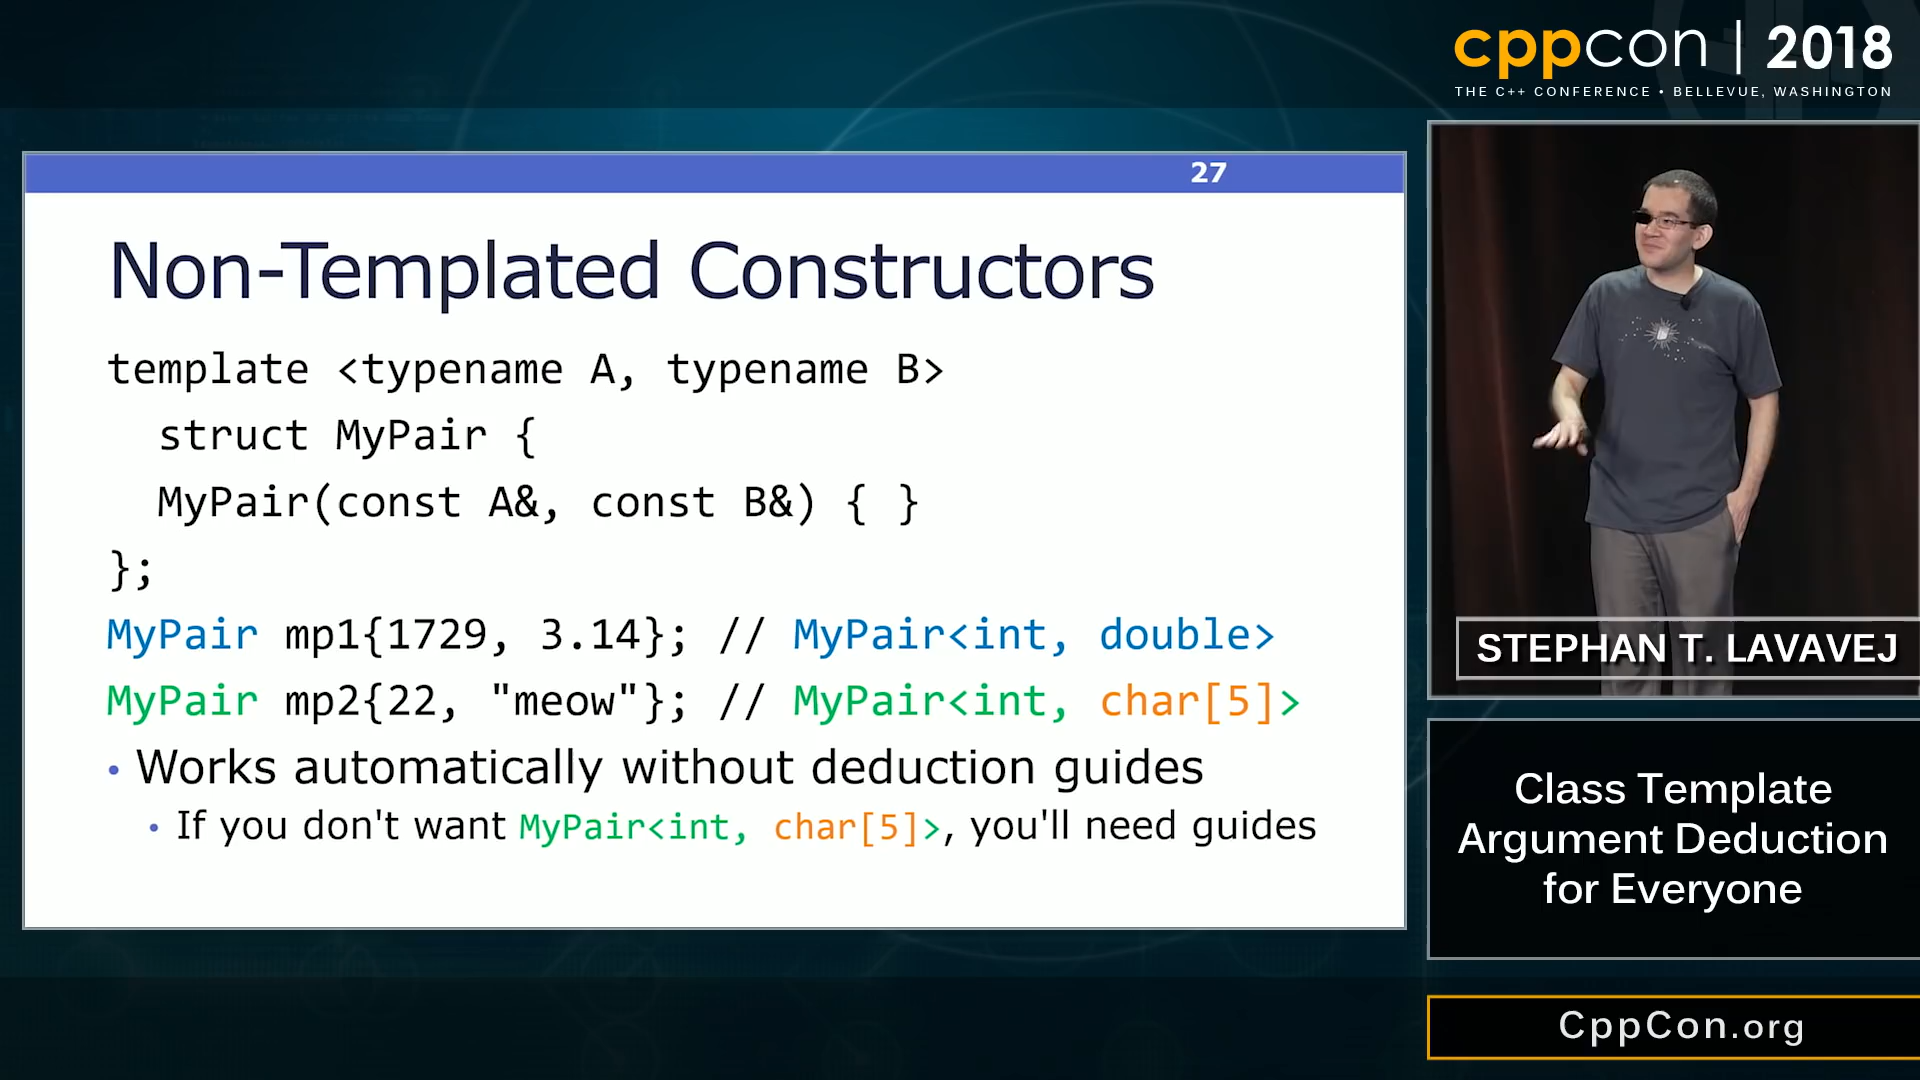 cppcon | 2018
THE C++ CONFERENCE • BELLEVUE, WASHINGTON
27
Non-Templated Constructors
template <typename A, typename B>
struct MyPair {
MyPair(const A&, const B&) { }
};
MyPair mp1{1729, 3.14}; // MyPair<int, double>
MyPair mp2{22, "meow"}; // MyPair<int, char[5]>
• Works automatically without deduction guides
• If you don't want MyPair<int, char[5]>, you'll need guides
STEPHAN T. LAVAVEJ
Class Template
Argument Deduction
for Everyone
CppCon.org